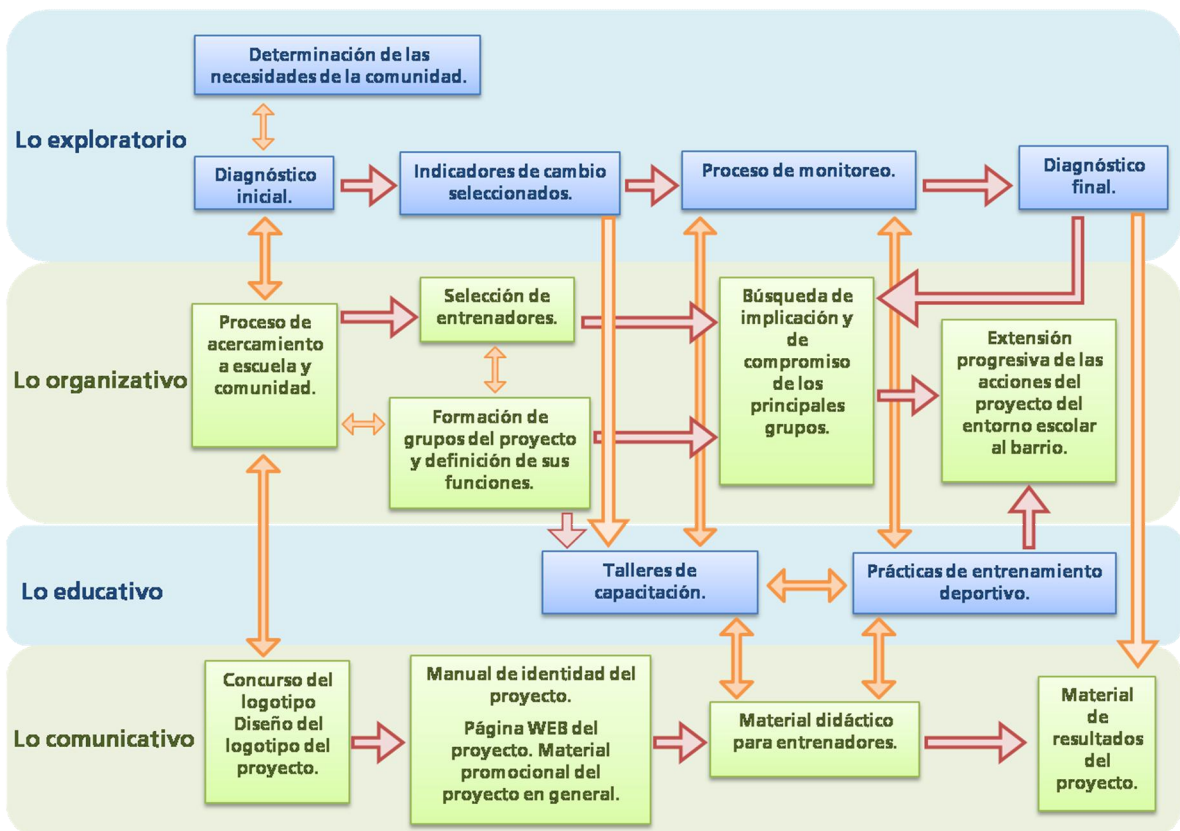 Lo exploratorio
Determinación de las
necesidades de la comunidad.
Diagnóstico
inicial.
Indicadores de cambio
seleccionados.
Proceso de monitoreo.
Diagnóstico
final.
Lo organizativo
Proceso de
acercamiento
a escuela y
comunidad.
Selección de
entrenadores.
Formación de
grupos del proyecto
y definición de sus
funciones.
Búsqueda de
implicación y
de
compromiso
de los
principales
grupos.
Extensión
progresiva de las
acciones del
proyecto del
entorno escolar
al barrio.
Lo educativo
Talleres de
capacitación.
Prácticas de entrenamiento
deportivo.
Lo comunicativo
Concurso del
logotipo
Diseño del
logotipo del
proyecto.
Manual de identidad del
proyecto.
Página WEB del
proyecto. Material
promocional del
proyecto en general.
Material didáctico
para entrenadores.
Material
de
resultados
del
proyecto.